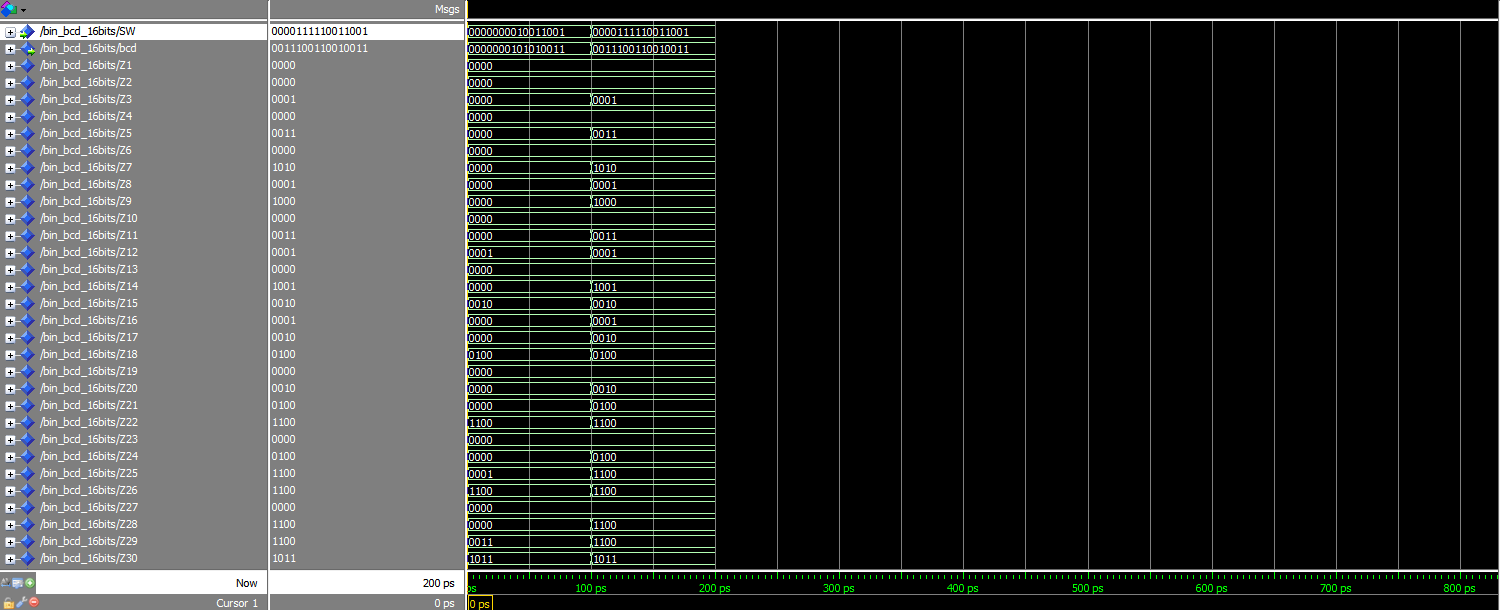 Msgs
/bin_bcd_16bits/SW 0000111110011001 0000000010011001 0000111110011001
/bin_bcd_16bits/bcd 0011100110010011 0000000101010011 0011100110010011
/bin_bcd_16bits/Z1 0000 0000
/bin_bcd_16bits/Z2 0000 0000
/bin_bcd_16bits/Z3 0001 0000 0001
/bin_bcd_16bits/Z4 0000 0000
/bin_bcd_16bits/Z5 0011 0000 0011
/bin_bcd_16bits/Z6 0000 0000
/bin_bcd_16bits/Z7 1010 0000 1010
/bin_bcd_16bits/Z8 0001 0000 0001
/bin_bcd_16bits/Z9 1000 0000 1000
/bin_bcd_16bits/Z10 0000 0000
/bin_bcd_16bits/Z11 0011 0000 0011
/bin_bcd_16bits/Z12 0001 0001 0001
/bin_bcd_16bits/Z13 0000 0000
/bin_bcd_16bits/Z14 1001 0000 1001
/bin_bcd_16bits/Z15 0010 0010 0010
/bin_bcd_16bits/Z16 0001 0000 0001
/bin_bcd_16bits/Z17 0010 0000 0010
/bin_bcd_16bits/Z18 0100 0100 0100
/bin_bcd_16bits/Z19 0000 0000
/bin_bcd_16bits/Z20 0010 0000 0010
/bin_bcd_16bits/Z21 0100 0000 0100
/bin_bcd_16bits/Z22 1100 1100 1100
/bin_bcd_16bits/Z23 0000 0000
/bin_bcd_16bits/Z24 0100 0000 0100
/bin_bcd_16bits/Z25 1100 0001 1100
/bin_bcd_16bits/Z26 1100 1100 1100
/bin_bcd_16bits/Z27 0000 0000
/bin_bcd_16bits/Z28 1100 0000 1100
/bin_bcd_16bits/Z29 1100 0011 1100
/bin_bcd_16bits/Z30 1011 1011 1011
Now 200 ps ps 100 ps 200 ps 300 ps 400 ps 500 ps 600 ps 700 ps 800 ps
Cursor 1 0 ps 0 ps